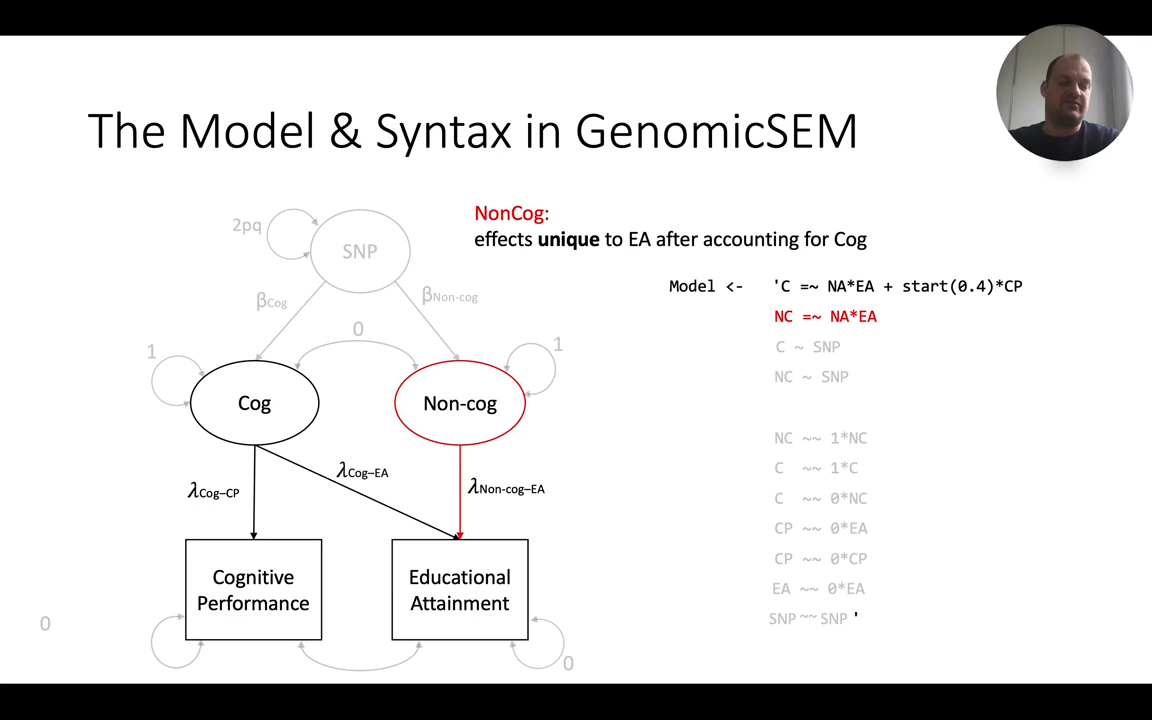 The Model & Syntax in GenomicSEM
NonCog:
effects unique to EA after accounting for Cog
2pq
SNP
βCog
βNon-cog
0
1
1
Cog
Non-cog
λCog–CP
λCog–EA
λNon-cog–EA
Cognitive
Performance
Educational
Attainment
0
0
Model <- 'C =~ NA*EA + start(0.4)*CP
NC =~ NA*EA
C ~ SNP
NC ~ SNP
NC ~~ 1*NC
C ~~ 1*C
C ~~ 0*NC
CP ~~ 0*EA
CP ~~ 0*CP
EA ~~ 0*EA
SNP ~~ SNP '